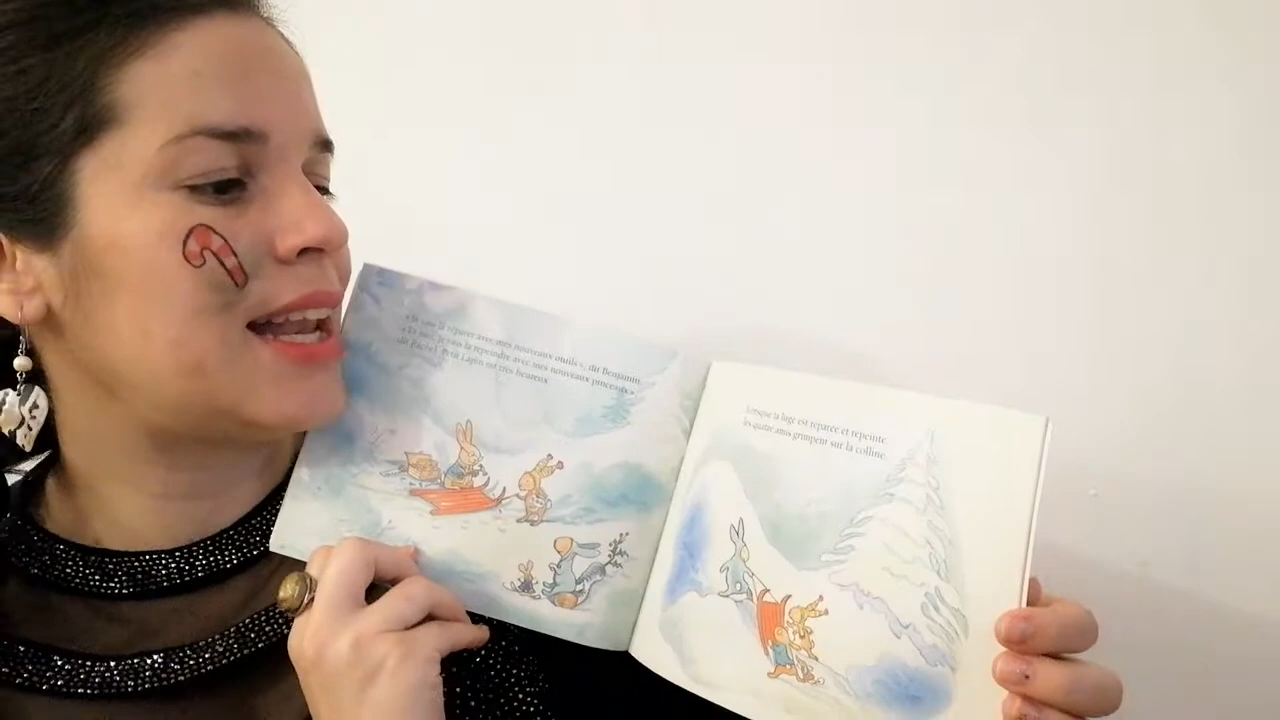 « Je vais la réparer avec mes nouveaux outils », dit Benjamin.
« Et moi, je vais la repeindre avec mes nouveaux pinceaux »,
dit Rachel. Petit Lapin est très heureux.
Lorsque la luge est réparée et repeinte,
les quatre amis grimpent sur la colline.